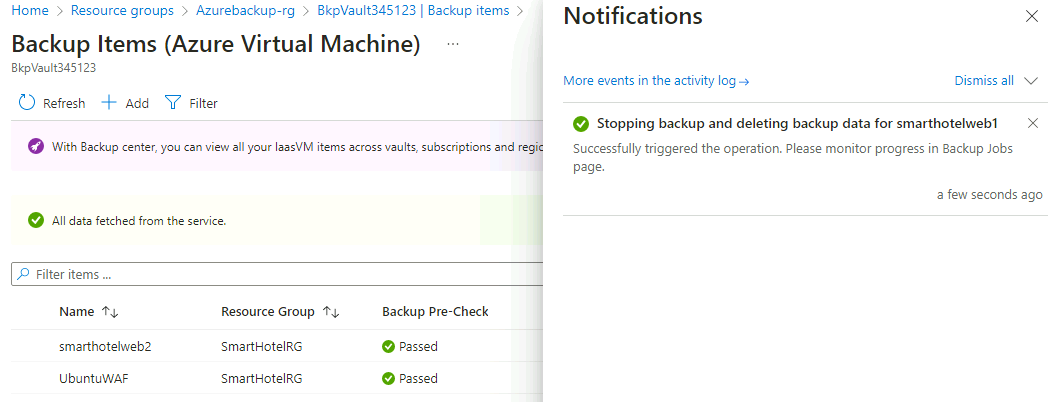 Home > Resource groups > Azurebackup-rg > BkpVault345123 | Backup items >
Backup Items (Azure Virtual Machine) ...
BkpVault345123
Refresh + Add Filter
With Backup center, you can view all your IaasVM items across vaults, subscriptions and regio
All data fetched from the service.
Filter items ...
Name ↑↓ Resource Group ↑↓ Backup Pre-Check
smarthotelweb2 SmartHotelRG Passed
UbuntuWAF SmartHotelRG Passed
Notifications
More events in the activity log → Dismiss all
Stopping backup and deleting backup data for smarthotelweb1
Successfully triggered the operation. Please monitor progress in Backup Jobs
page.
a few seconds ago